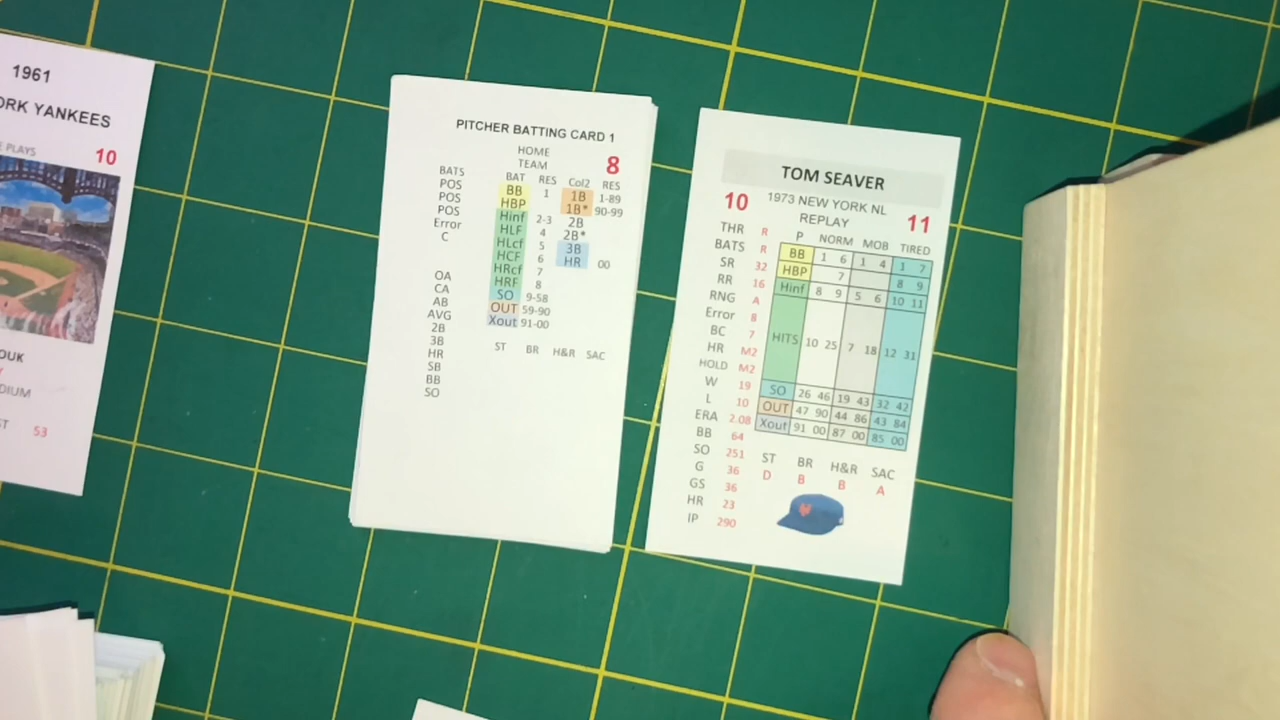 1961
ORK YANKEES
E PLAYS 10
OUK
DIUM
ST 53
PITCHER BATTING CARD 1
HOME
TEAM 8
BATS BAT RES Col2 RES
POS BB 1 1B 1-89
POS HBP 1B* 90-99
POS Hinf 2-3 2B
Error HLF 4 2B*
C HLcf 5 3B
HCF 6 HR 00
HRcf 7
OA HRF 8
CA SO 9-58
AB OUT 59-90
AVG Xout 91-00
2B
3B ST BR H&R SAC
HR
SB
BB
SO
TOM SEAVER
10 1973 NEW YORK NL
REPLAY 11
THR R P NORM MOB TIRED
BATS R BB 1 6 1 4 1 7
SR 32 HBP 7 8 9
RR 16 Hinf 8 9 5 6 10 11
RNG A
Error 8
BC 7 HITS 10 25 7 18 12 31
HR M2
HOLD M2
W 19 SO 26 46 19 43 32 42
L 10 OUT 47 90 44 86 43 84
ERA 2.08 Xout 91 00 87 00 85 00
BB 64
SO 251 ST BR H&R SAC
G 36 D B B A
GS 36
HR 23
IP 290